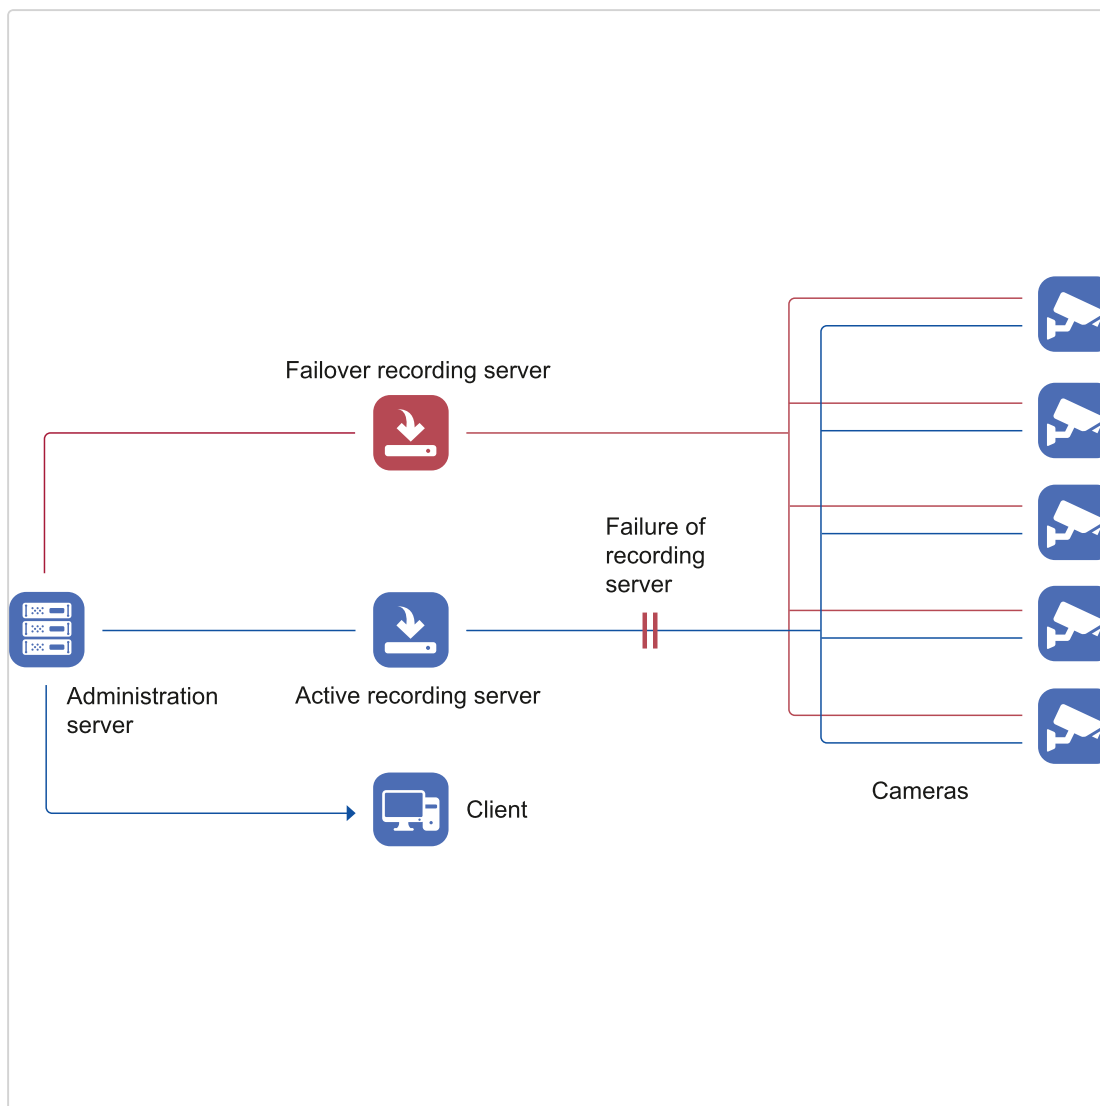 Failover recording server
Failure of
recording
server
Administration
server
Active recording server
Client
Cameras